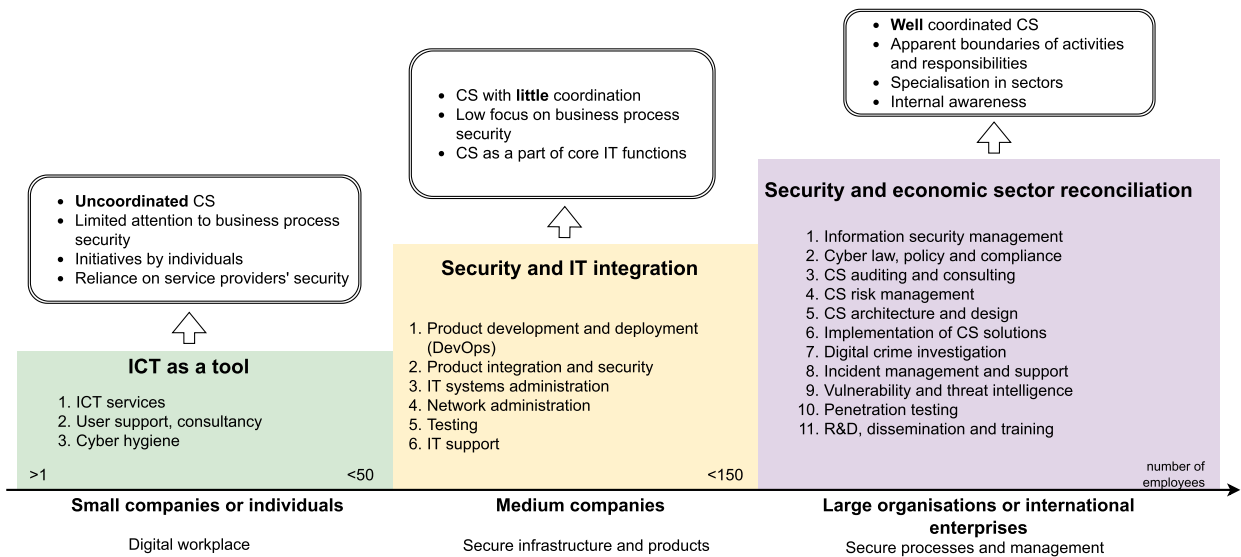 • Uncoordinated CS
• Limited attention to business process
security
• Initiatives by individuals
• Reliance on service providers' security
ICT as a tool
1. ICT services
2. User support, consultancy
3. Cyber hygiene
>1
<50
Small companies or individuals
Digital workplace
• CS with little coordination
• Low focus on business process
security
• CS as a part of core IT functions
Security and IT integration
1. Product development and deployment
(DevOps)
2. Product integration and security
3. IT systems administration
4. Network administration
5. Testing
6. IT support
<150
Medium companies
Secure infrastructure and products
• Well coordinated CS
• Apparent boundaries of activities
and responsibilities
• Specialisation in sectors
• Internal awareness
Security and economic sector reconciliation
1. Information security management
2. Cyber law, policy and compliance
3. CS auditing and consulting
4. CS risk management
5. CS architecture and design
6. Implementation of CS solutions
7. Digital crime investigation
8. Incident management and support
9. Vulnerability and threat intelligence
10. Penetration testing
11. R&D, dissemination and training
number of
employees
Large organisations or international
enterprises
Secure processes and management